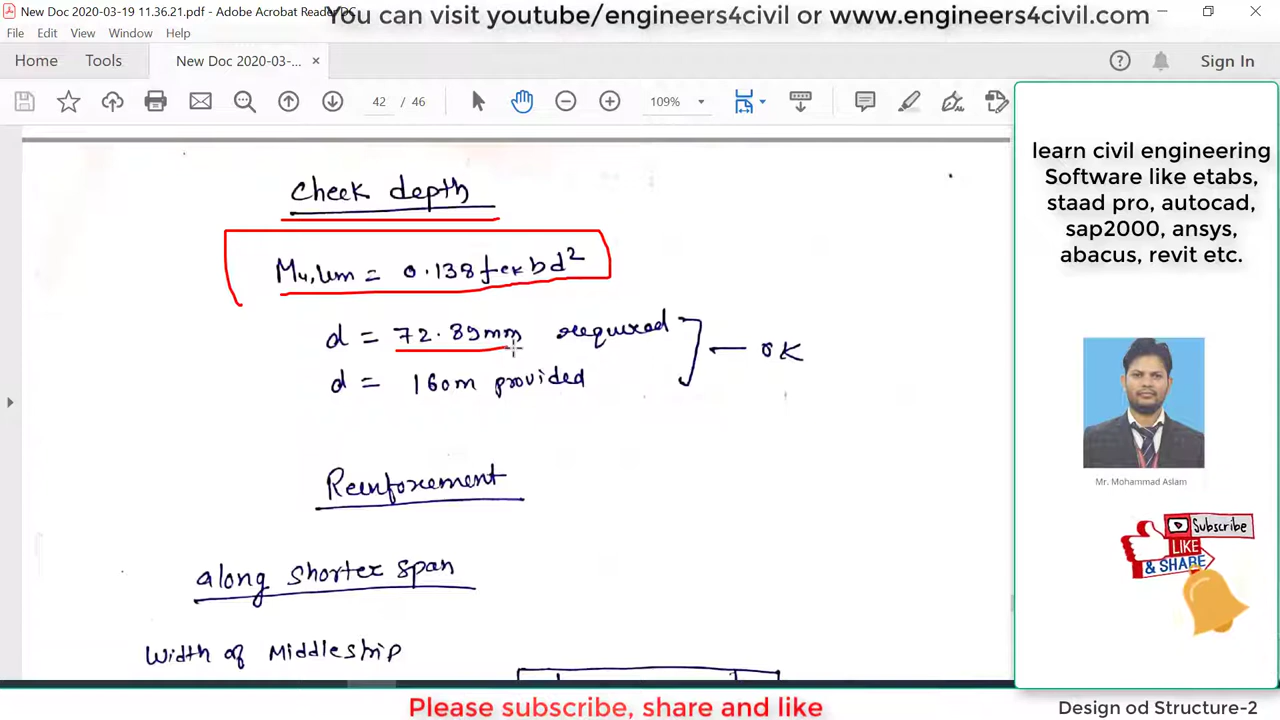 New Doc 2020-03-19 11.36.21.pdf - Adobe Acrobat Reader DC
You can visit youtube/engineers4civil or www.engineers4civil.com
File Edit View Window Help
Home Tools New Doc 2020-03-... × Sign In
42 / 46 109%
Check depth
Mu,lim = 0.138 fck bd²
d = 72.89mm required
d = 160m provided
← OK
Reinforcement
along shorter span
Width of Middleship
learn civil engineering
Software like etabs,
staad pro, autocad,
sap2000, ansys,
abacus, revit etc.
Mr. Mohammad Aslam
Subscribe
LIKE
& SHARE
Please subscribe, share and like
Design od Structure-2